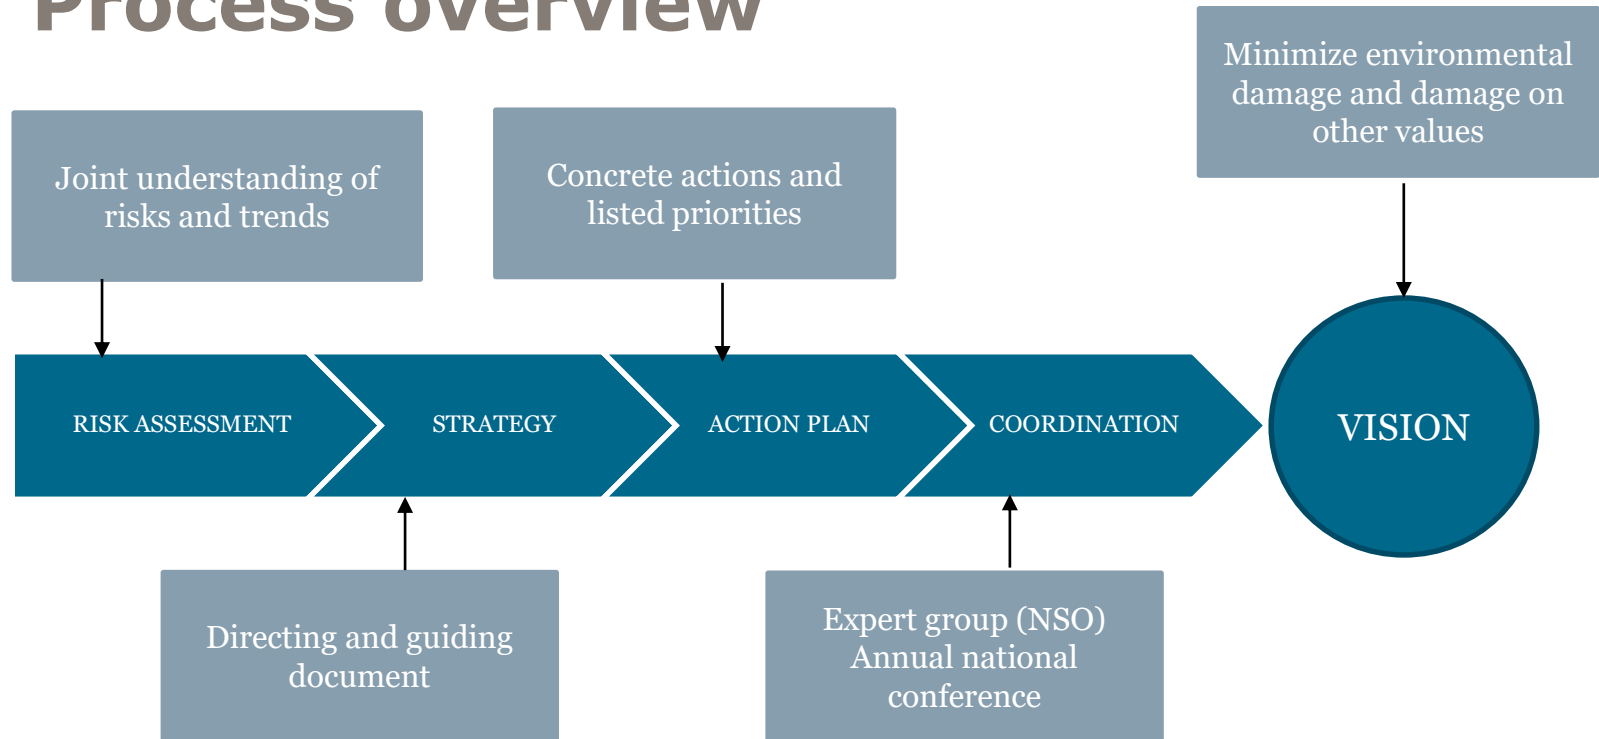 Process overview
Minimize environmental
damage and damage on
other values
Joint understanding of
risks and trends
Concrete actions and
listed priorities
RISK ASSESSMENT
STRATEGY
ACTION PLAN
COORDINATION
VISION
Directing and guiding
document
Expert group (NSO)
Annual national
conference